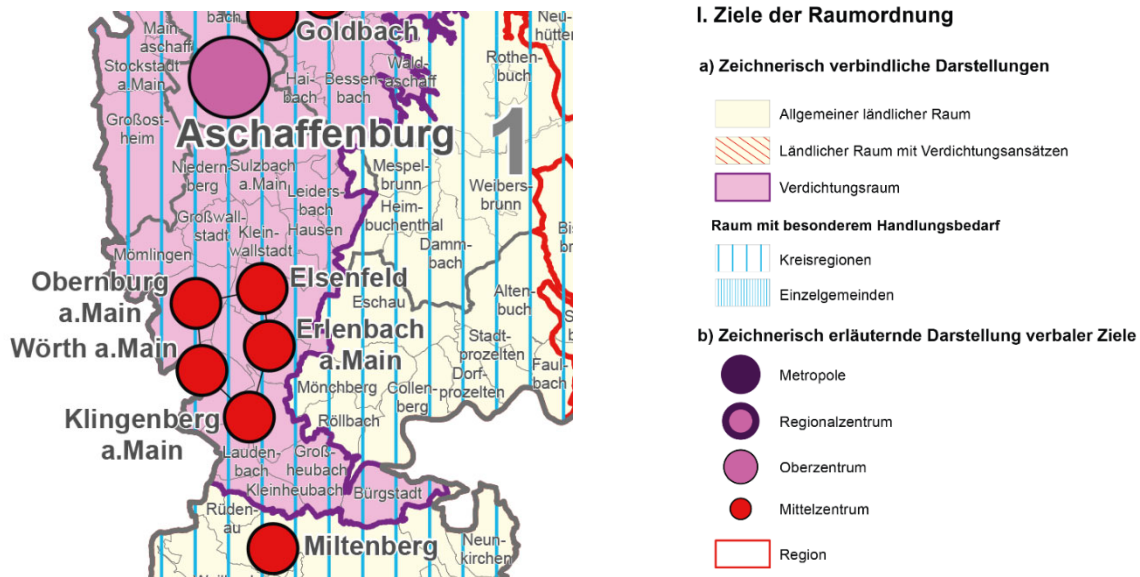 bach
Goldbach
Main-
aschaff
Stockstadt
a.Main
Großost-
heim
Hai-
bach
Bessen-
bach
Wald-
aschaff
Rothen-
buch
Neu-
hütten
Aschaffenburg
1
Niedern-
berg
Sulzbach
a.Main
Leiders-
bach
Mespel-
brunn
Weibers-
brunn
Heim-
buchenthal
Großwall-
stadt
Klein-
wallstadt
Hausen
Damm-
bach
Mömlingen
Obernburg
a.Main
Elsenfeld
Eschau
Alten-
buch
Wörth a.Main
Erlenbach
a.Main
Stadt-
prozelten
Dorf-
prozelten
Faul-
bach
Mönchberg
Collen-
berg
Röllbach
Klingenberg
a.Main
Lauden-
bach
Groß-
heubach
Kleinheubach
Bürgstadt
Rüden-
au
Miltenberg
Neun-
kirchen
I. Ziele der Raumordnung
a) Zeichnerisch verbindliche Darstellungen
Allgemeiner ländlicher Raum
Ländlicher Raum mit Verdichtungsansätzen
Verdichtungsraum
Raum mit besonderem Handlungsbedarf
Kreisregionen
Einzelgemeinden
b) Zeichnerisch erläuternde Darstellung verbaler Ziele
Metropole
Regionalzentrum
Oberzentrum
Mittelzentrum
Region